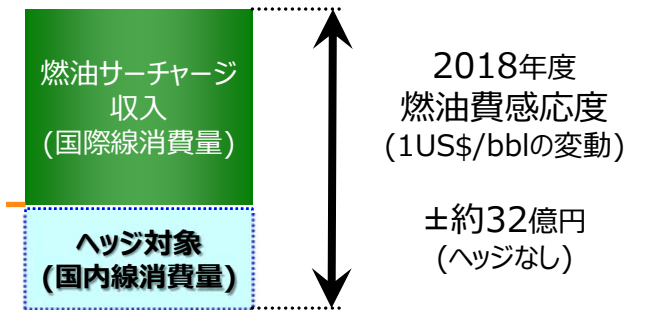 燃油サーチャージ
収入
(国際線消費量)
ヘッジ対象
(国内線消費量)
2018年度
燃油費感応度
(1US$/bblの変動)
±約32億円
(ヘッジなし)